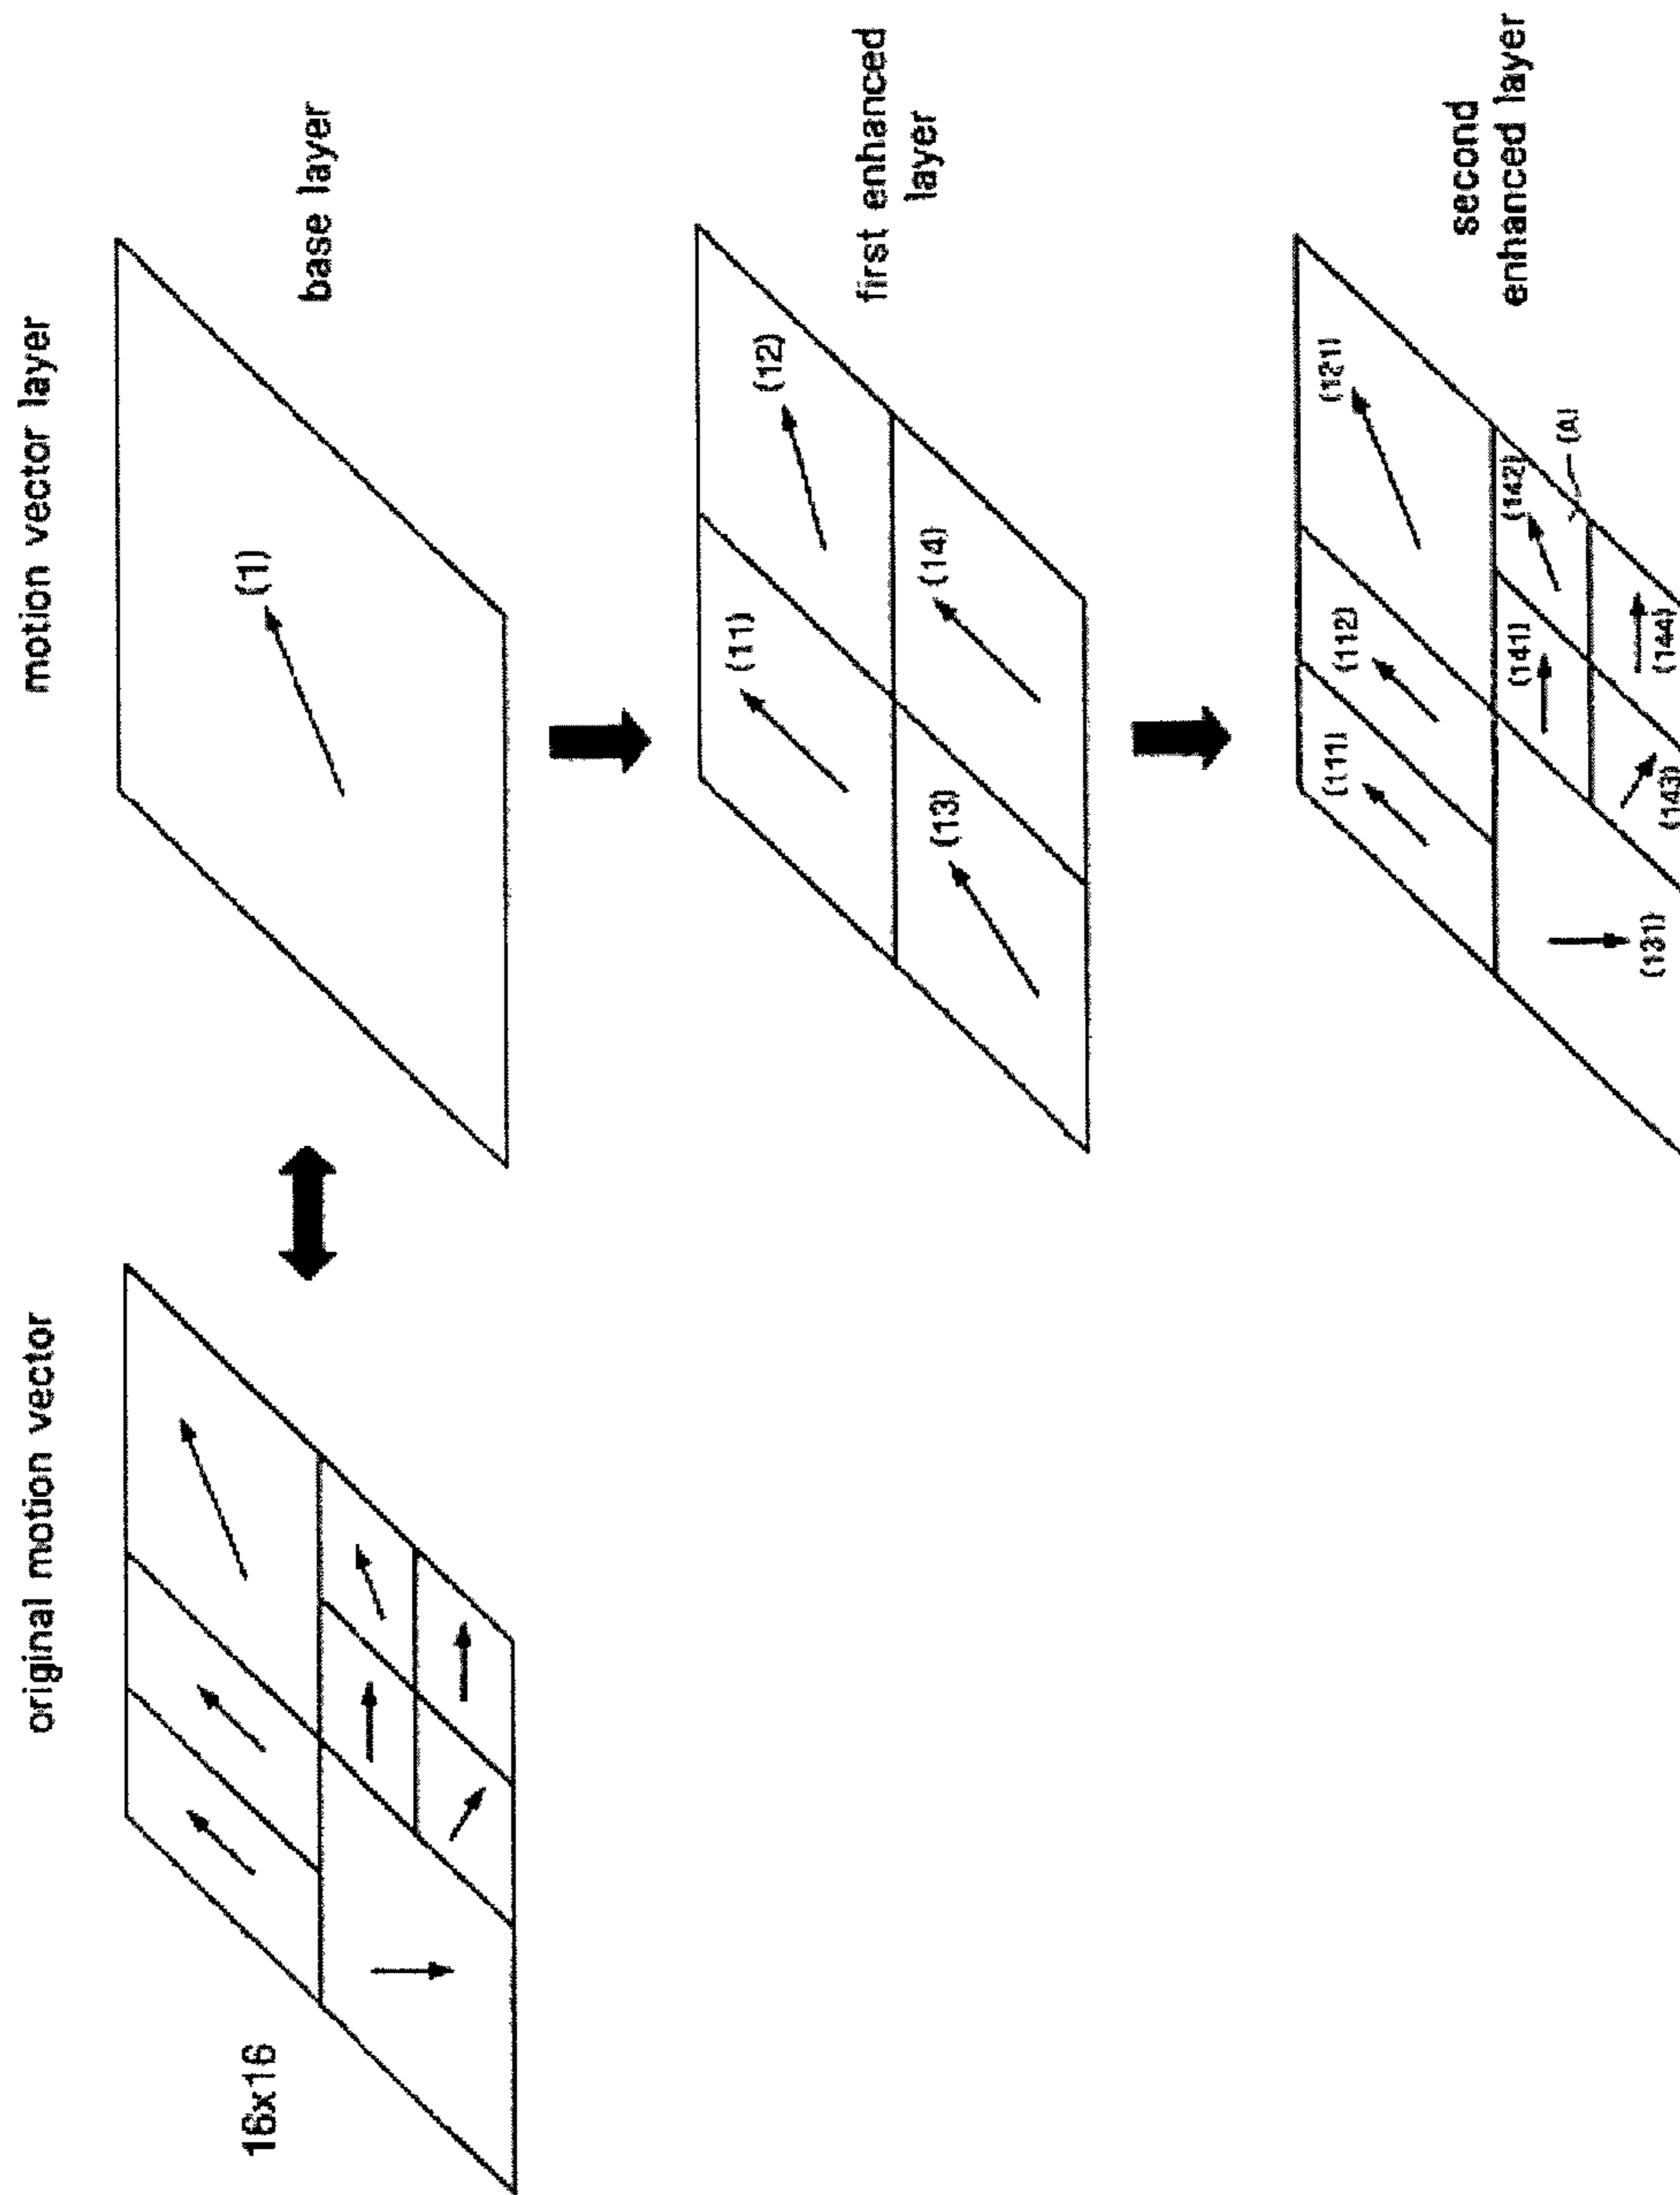 original motion vector
motion vector layer
16x16
(1)
base layer
(11)
(12)
(13)
(14)
first enhanced
layer
(111)
(112)
(121)
(131)
(141)
(142)
(A)
(143)
(144)
second
enhanced layer